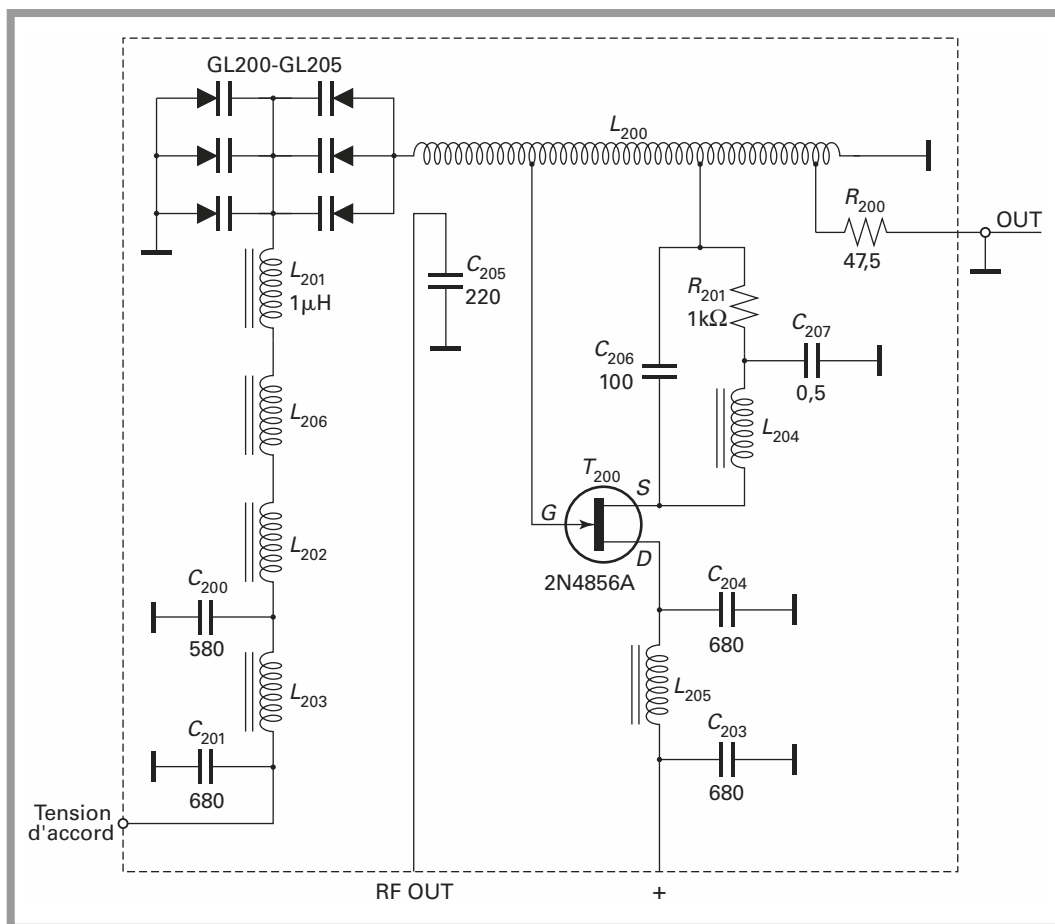 GL200-GL205
L200
R200
OUT
47,5
L201
1µH
C205
220
R201
1kΩ
C207
0,5
C206
100
L206
L204
T200
S
G
D
2N4856A
L202
C200
580
C204
680
L203
L205
C201
680
C203
680
Tension
d'accord
RF OUT
+